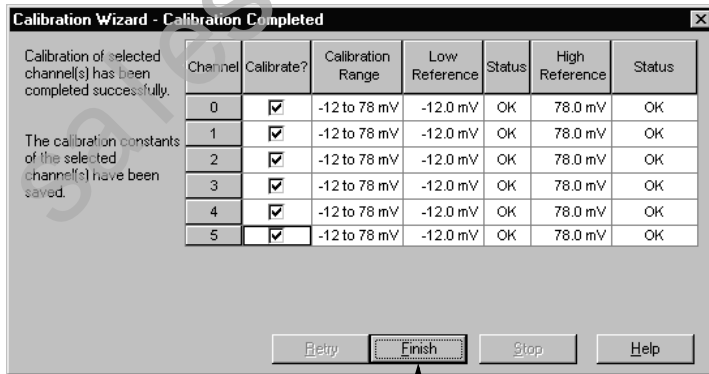 Calibration Wizard - Calibration Completed
Calibration of selected
channel(s) has been
completed successfully.
The calibration constants
of the selected
channel(s) have been
saved.
Channel Calibrate? Calibration Range Low Reference Status High Reference Status
0 -12 to 78 mV -12.0 mV OK 78.0 mV OK
1 -12 to 78 mV -12.0 mV OK 78.0 mV OK
2 -12 to 78 mV -12.0 mV OK 78.0 mV OK
3 -12 to 78 mV -12.0 mV OK 78.0 mV OK
4 -12 to 78 mV -12.0 mV OK 78.0 mV OK
5 -12 to 78 mV -12.0 mV OK 78.0 mV OK
Retry Finish Stop Help
sales